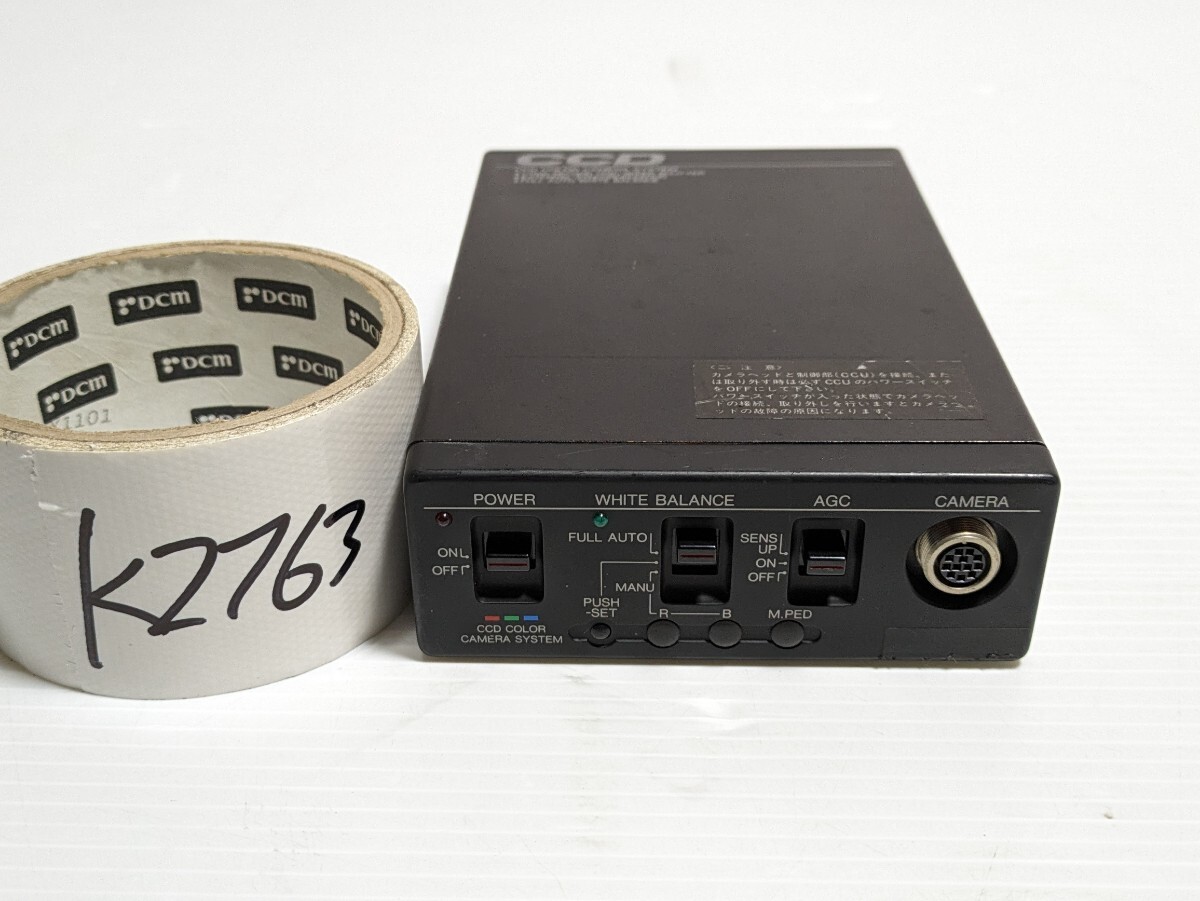 CCD
〈ご注意〉
カメラヘッドと制御部(CCU)を接続、また
は取り外す時は必ずCCUのパワースイッチ
をOFFにして下さい。
パワースイッチが入った状態でカメラヘッ
ドの接続、取り外しを行いますとカメラヘ
ッドの故障の原因になります。
DCM
DCM
DCM
DCM
DCM
DCM
DCM
1101
K2763
POWER
WHITE BALANCE
AGC
CAMERA
ON
OFF
FULL AUTO
MANU
PUSH
-SET
R
B
SENS
UP
ON
OFF
M.PED
CCD COLOR
CAMERA SYSTEM